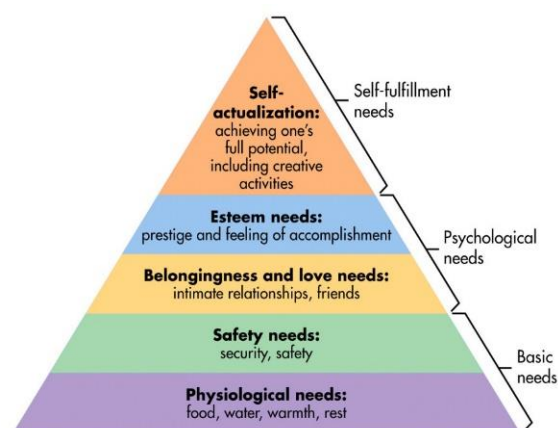 Self-
actualization:
achieving one's
full potential,
including creative
activities
Self-fulfillment
needs
Esteem needs:
prestige and feeling of accomplishment
Psychological
needs
Belongingness and love needs:
intimate relationships, friends
Safety needs:
security, safety
Basic
needs
Physiological needs:
food, water, warmth, rest